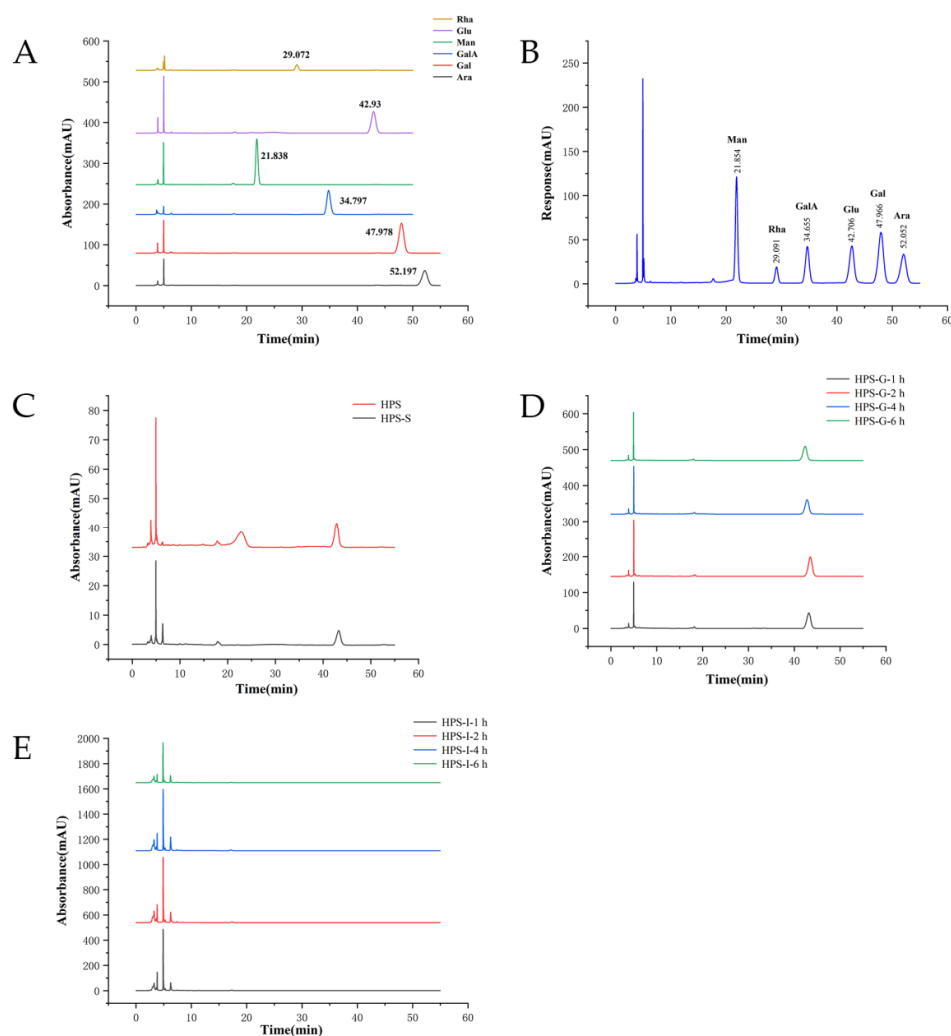 A
Rha
Glu
Man
GalA
Gal
Ara
600
500
400
300
200
100
0
29.072
42.93
21.838
34.797
47.978
52.197
Absorbance(mAU)
0 10 20 30 40 50 60
Time(min)
B
250
200
150
100
50
0
Man
21.854
Rha
29.091
GalA
34.655
Glu
42.706
Gal
47.966
Ara
52.052
Response(mAU)
0 10 20 30 40 50 60
Time(min)
C
HPS
HPS-S
80
70
60
50
40
30
20
10
0
Absorbance(mAU)
0 10 20 30 40 50 60
Time(min)
D
HPS-G-1 h
HPS-G-2 h
HPS-G-4 h
HPS-G-6 h
600
500
400
300
200
100
0
Absorbance(mAU)
0 10 20 30 40 50 60
Time(min)
E
HPS-I-1 h
HPS-I-2 h
HPS-I-4 h
HPS-I-6 h
2000
1800
1600
1400
1200
1000
800
600
400
200
0
Absorbance(mAU)
0 10 20 30 40 50 60
Time(min)